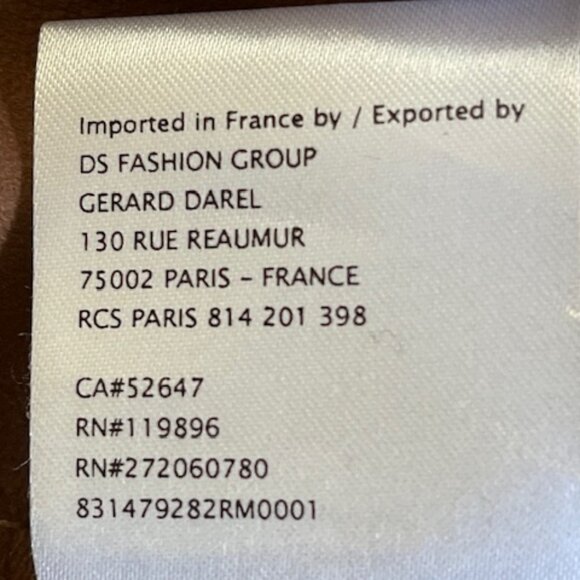 Imported in France by / Exported by
DS FASHION GROUP
GERARD DAREL
130 RUE REAUMUR
75002 PARIS – FRANCE
RCS PARIS 814 201 398
CA#52647
RN#119896
RN#272060780
831479282RM0001